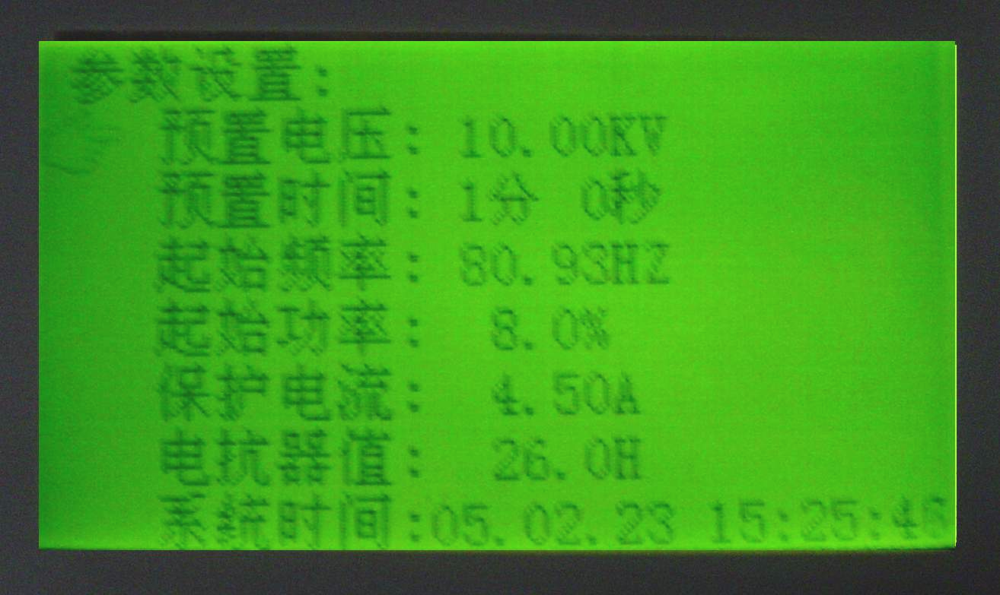 参数设置:
预置电压: 10.00KV
预置时间: 1分 0秒
起始频率: 80.93HZ
起始功率: 8.0%
保护电流: 4.50A
电抗器值: 26.0H
系统时间:05.02.23 15:25:46